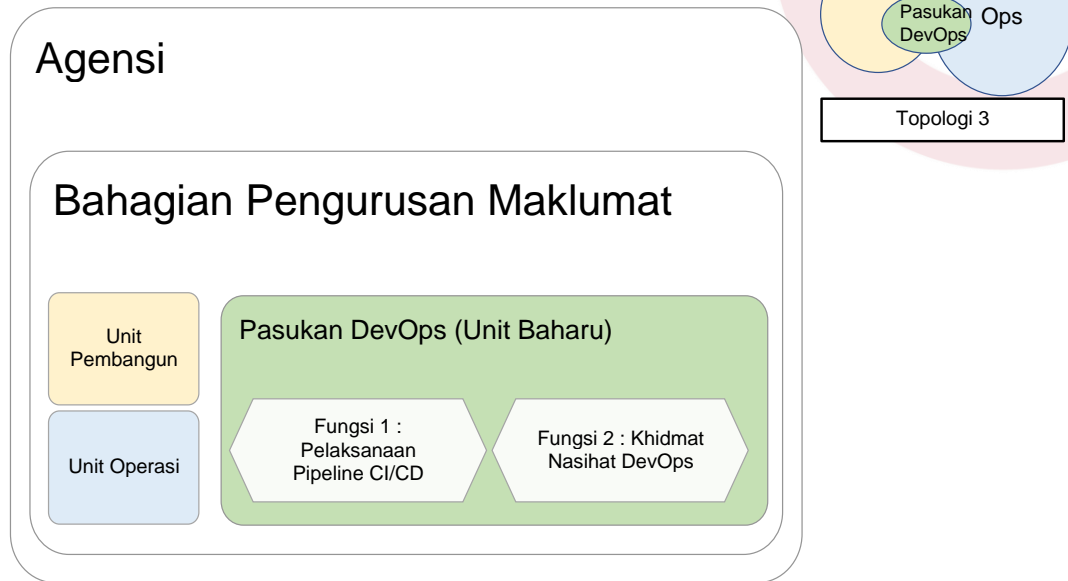 Agensi
Bahagian Pengurusan Maklumat
Unit
Pembangun
Unit Operasi
Pasukan DevOps (Unit Baharu)
Fungsi 1 :
Pelaksanaan
Pipeline CI/CD
Fungsi 2 : Khidmat
Nasihat DevOps
Pasukan
DevOps
Ops
Topologi 3